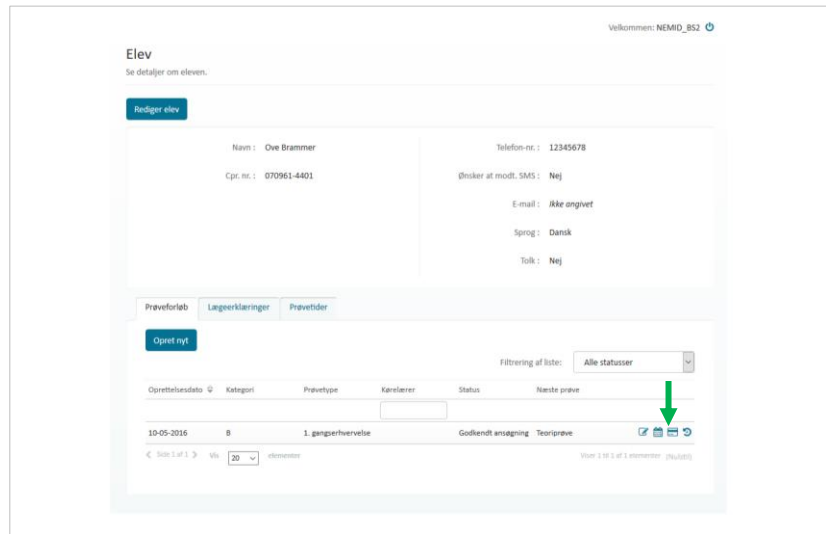 Velkommen: NEMID_BS2
Elev
Se detaljer om eleven.
Rediger elev
Navn : Ove Brammer
Telefon-nr. : 12345678
Cpr. nr. : 070961-4401
Ønsker at modt. SMS : Nej
E-mail : Ikke angivet
Sprog : Dansk
Tolk : Nej
Prøveforløb Lægeerklæringer Prøvetider
Opret nyt
Filtrering af liste: Alle statusser
Oprettelsesdato Kategori Prøvetype Kørelærer Status Næste prøve
10-05-2016 B 1. gangserhvervelse Godkendt ansøgning Teoriprøve
Side 1 af 1 Vis 20 elementer Viser 1 til 1 af 1 elementer (Nulstil)